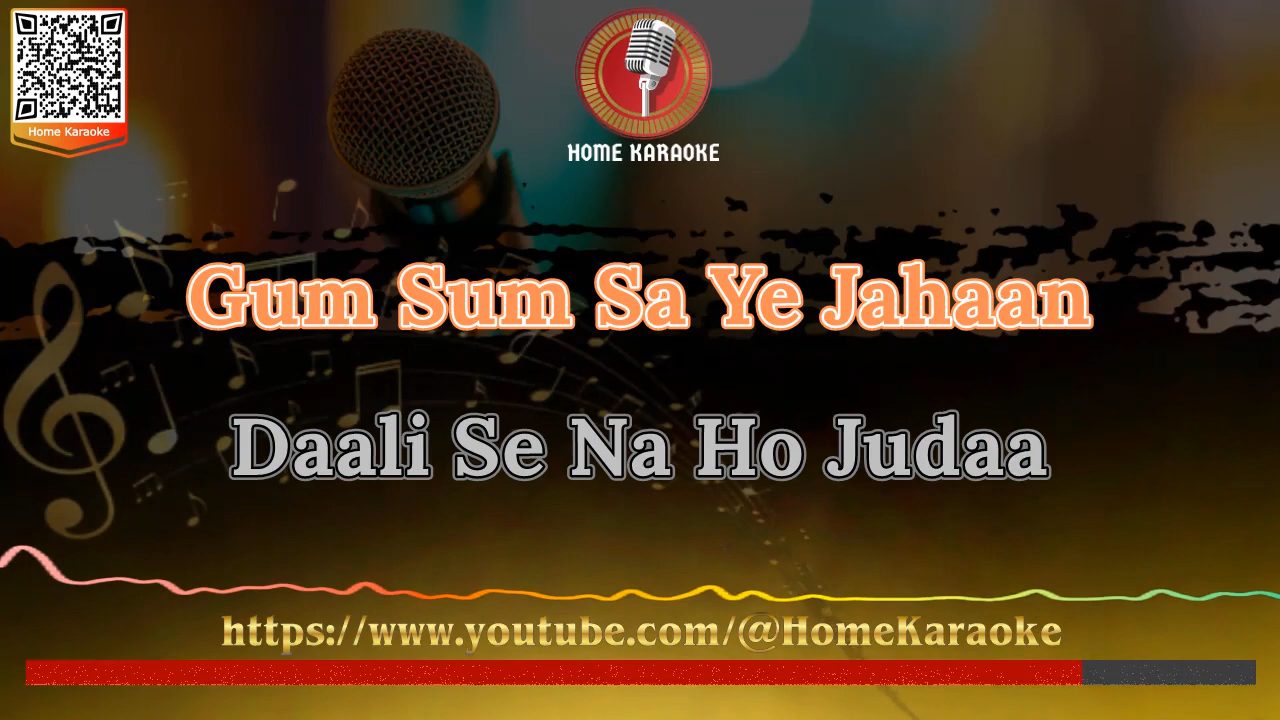 Home Karaoke
HOME KARAOKE
Gum Sum Sa Ye Jahaan
Daali Se Na Ho Judaa
https://www.youtube.com/@HomeKaraoke